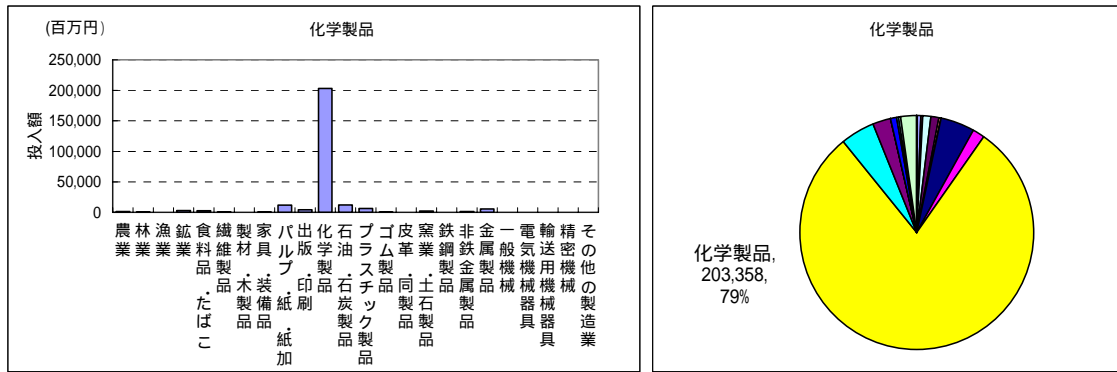 (百万円)
化学製品
250,000
200,000
150,000
100,000
50,000
0
投入額
農業
林業
漁業
鉱業
食料品・たばこ
繊維製品
製材・木製品
家具・装備品
パルプ・紙・紙加
出版・印刷
化学製品
石油・石炭製品
プラスチック製品
ゴム製品
皮革・同製品
窯業・土石製品
鉄鋼製品
非鉄金属製品
金属製品
一般機械
電気機械器具
輸送用機械器具
精密機械
その他の製造業
化学製品
化学製品,
203,358,
79%